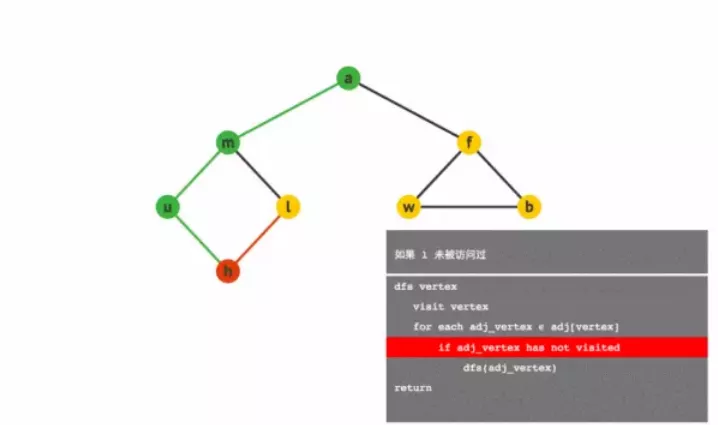 a
m
f
u
l
w
b
h
如果 l 未被访问过
dfs vertex
visit vertex
for each adj_vertex ∈ adj[vertex]
if adj_vertex has not visited
dfs(adj_vertex)
return